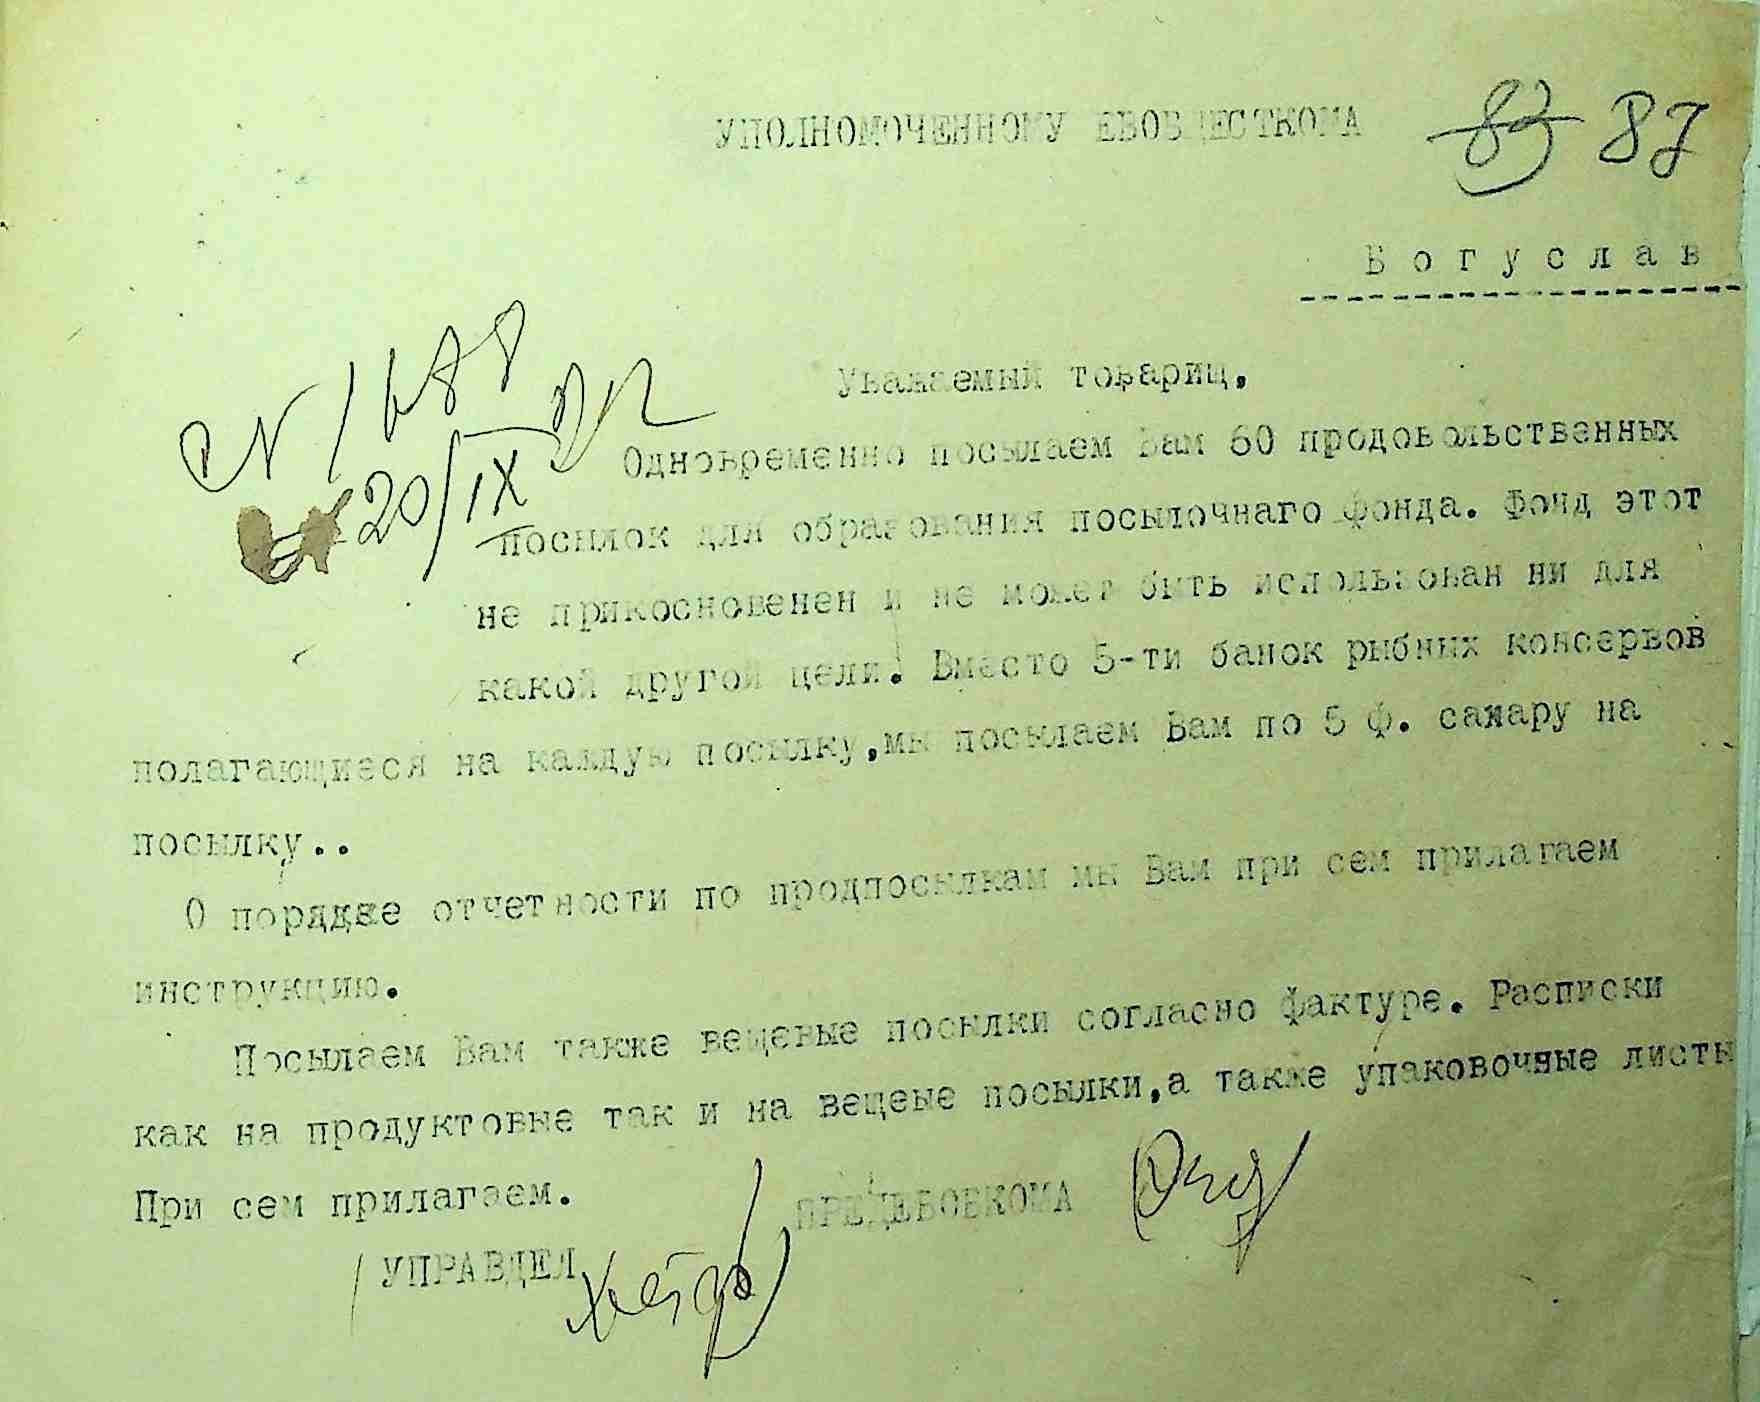 УПОЛНОМОЧЕННОМУ ЕВОБЩЕСТКОМА
83 87
Богуслав
Уважаемый товарищ.
№ 1688
20/IX 22
Одновременно посылаем Вам 60 продовольственных
посылок для образования посылочнаго фонда. Фонд этот
не прикосновенен и не может быть использован ни для
какой другой цели. Вместо 5-ти банок рыбных консервов
полагающиеся на каждую посылку,мы посылаем Вам по 5 ф. сахару на
посылку..
О порядке отчетности по продпосылкам мы Вам при сем прилагаем
инструкцию.
Посылаем Вам также вещевые посылки согласно фактуре. Расписки
как на продуктовые так и на вещевые посылки,а также упаковочные листы
При сем прилагаем.
ПРЕДЕВОБКОМА
УПРАВДЕЛ